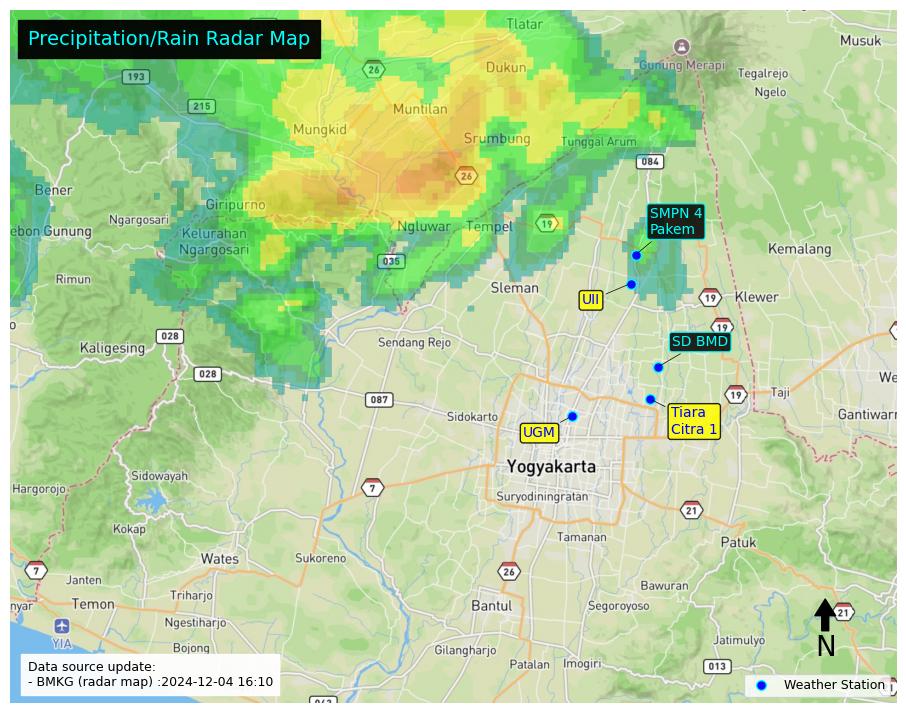 Precipitation/Rain Radar Map
Tlatar
Musuk
26
Dukun
Gunung Merapi
193
Tegalrejo
Ngelo
215
Muntilan
Mungkid
Srumbung
Tunggal Arum
084
26
Bener
Giripurno
SMPN 4
Pakem
Ngargosari
Ngluwar
Tempel
19
ebon Gunung
Kelurahan
Ngargosari
Kemalang
035
Rimun
Sleman
UII
19
Klewer
028
Sendang Rejo
19
Kaligesing
SD BMD
028
087
19
Taji
We
Sidokarto
Tiara
Citra 1
Gantiwarn
UGM
Yogyakarta
Sidowayah
7
Hargorojo
Suryodiningratan
21
Kokap
Tamanan
Patuk
Wates
Sukoreno
7
26
Janten
Bawuran
nyar
Temon
Triharjo
Bantul
Segoroyoso
21
Ngestiharjo
YIA
Jatimulyo
N
Bojong
Gilangharjo
Patalan
Imogiri
013
Data source update:
- BMKG (radar map) :2024-12-04 16:10
Weather Station